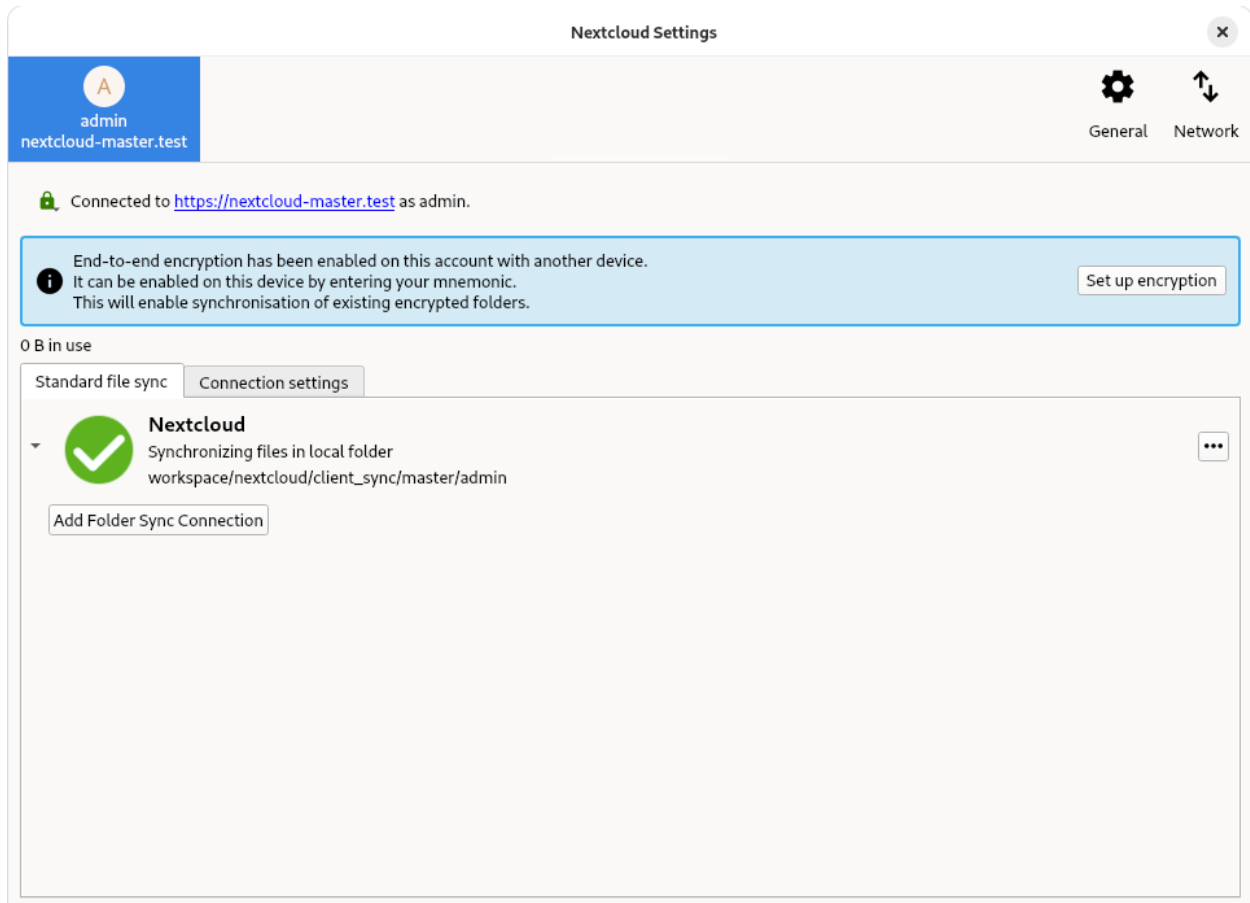 Nextcloud Settings
A
admin
nextcloud-master.test
General
Network
Connected to https://nextcloud-master.test as admin.
End-to-end encryption has been enabled on this account with another device.
It can be enabled on this device by entering your mnemonic.
This will enable synchronisation of existing encrypted folders.
Set up encryption
0 B in use
Standard file sync
Connection settings
Nextcloud
Synchronizing files in local folder
workspace/nextcloud/client_sync/master/admin
Add Folder Sync Connection